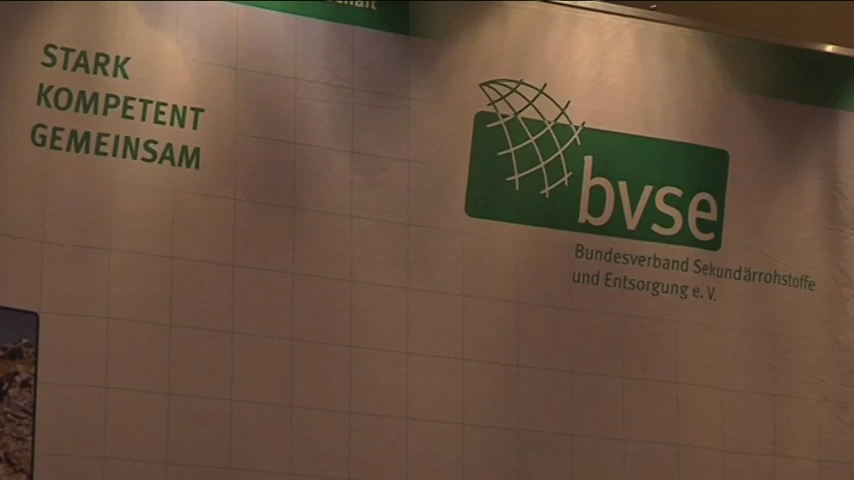 STARK
KOMPETENT
GEMEINSAM
bvse
Bundesverband Sekundärrohstoffe
und Entsorgung e. V.